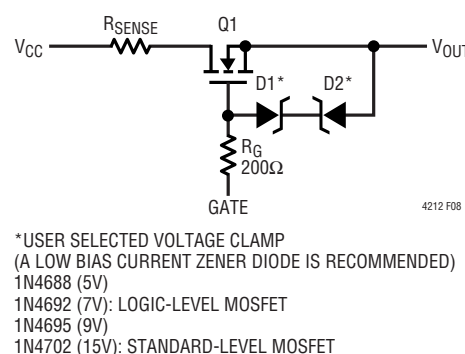 RSENSE
Q1
VCC
VOUT
D1*
D2*
RG
200Ω
GATE
4212 F08
*USER SELECTED VOLTAGE CLAMP
(A LOW BIAS CURRENT ZENER DIODE IS RECOMMENDED)
1N4688 (5V)
1N4692 (7V): LOGIC-LEVEL MOSFET
1N4695 (9V)
1N4702 (15V): STANDARD-LEVEL MOSFET